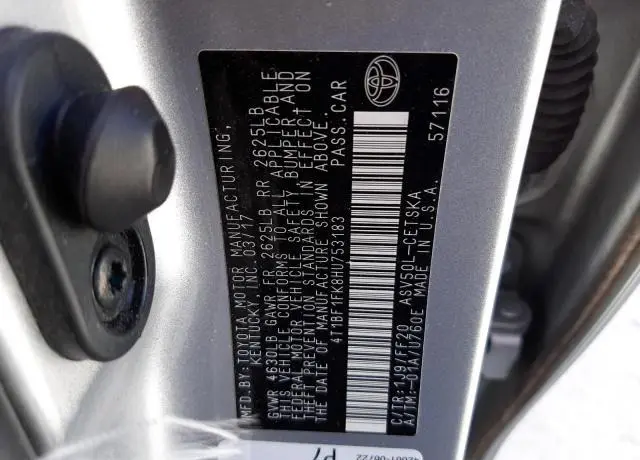 MFD.BY:TOYOTA MOTOR MANUFACTURING,
KENTUCKY, INC. 03/17
GVWR 4630LB GAWR FR 2625LB RR 2625LB
THIS VEHICLE CONFORMS TO ALL APPLICABLE
FEDERAL MOTOR VEHICLE SAFETY, BUMPER AND
THEFT PREVENTION STANDARDS IN EFFECT ON
THE DATE OF MANUFACTURE SHOWN ABOVE.
4T1BF1FK8HU753183 PASS.CAR
C/TR:1J9/FF20 ASV50L-CETSKA
A/TM:-01A/U760E MADE IN U.S.A. 57116
P7